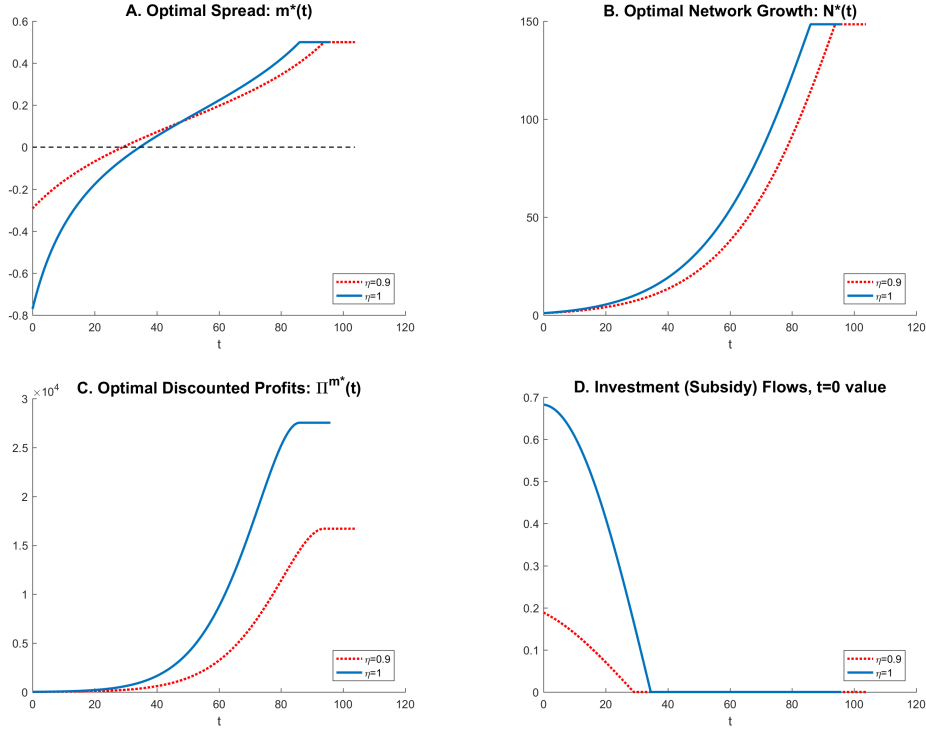 A. Optimal Spread: m*(t)
0.6
0.4
0.2
0
-0.2
-0.4
-0.6
-0.8
0 20 40 60 80 100 120
t
η=0.9
η=1
B. Optimal Network Growth: N*(t)
150
100
50
0
0 20 40 60 80 100 120
t
η=0.9
η=1
C. Optimal Discounted Profits: Π^m*(t)
×10^4
3
2.5
2
1.5
1
0.5
0
0 20 40 60 80 100 120
t
η=0.9
η=1
D. Investment (Subsidy) Flows, t=0 value
0.7
0.6
0.5
0.4
0.3
0.2
0.1
0
0 20 40 60 80 100 120
t
η=0.9
η=1